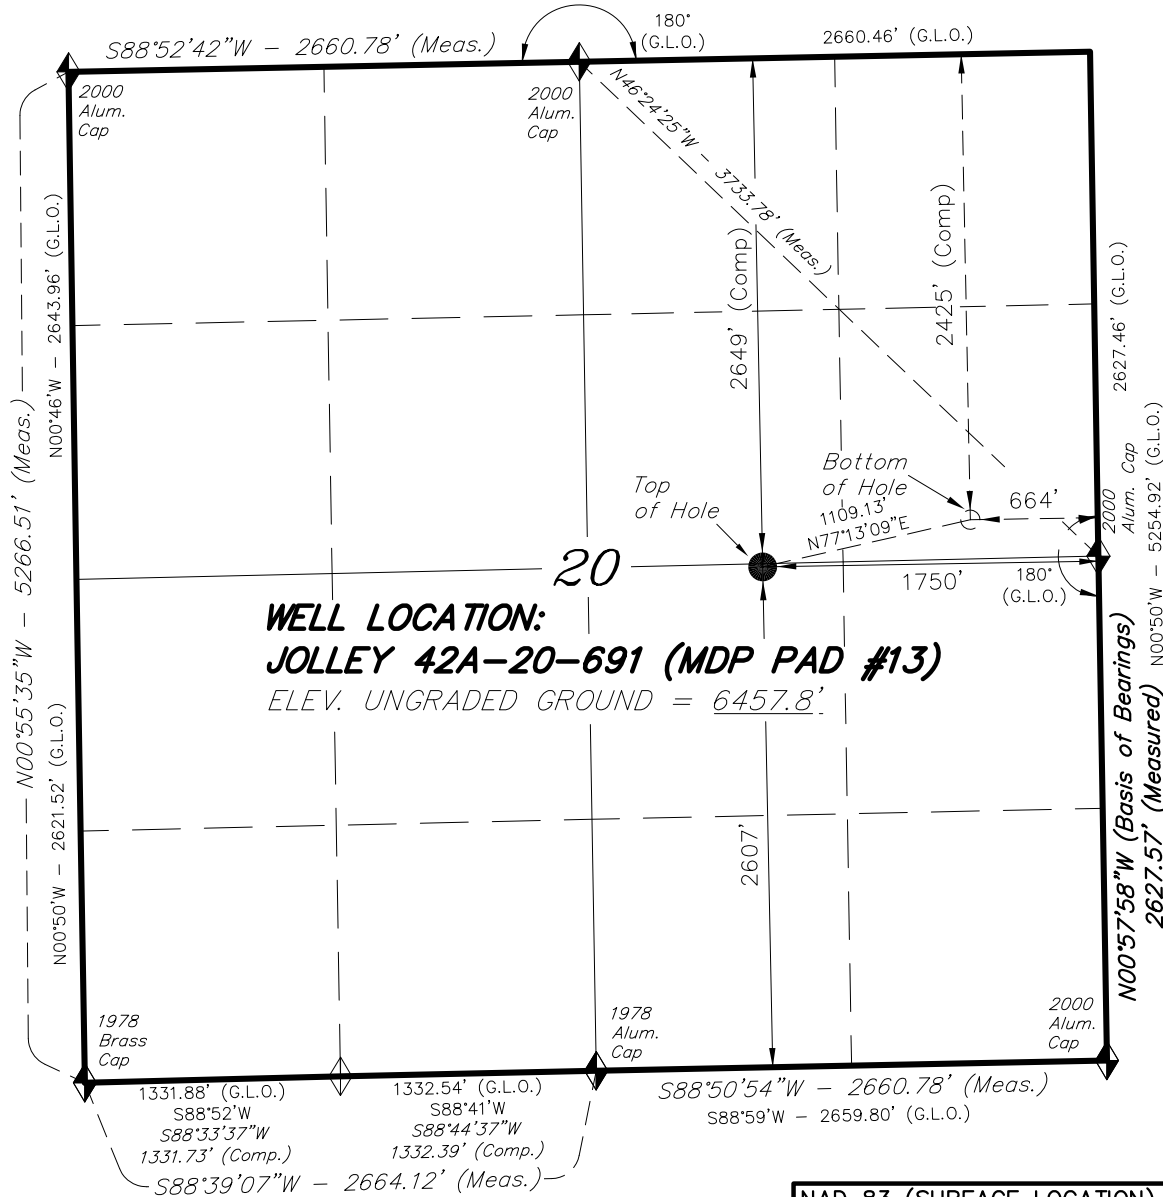 S88°52'42"W - 2660.78' (Meas.)
180°
(G.L.O.)
2660.46' (G.L.O.)
2000
Alum.
Cap
2000
Alum.
Cap
N46°24'25"W - 3733.78' (Meas.)
2649' (Comp)
2425' (Comp)
N00°46'W - 2643.96' (G.L.O.)
N00°55'35"W - 5266.51' (Meas.)
2627.46' (G.L.O.)
2000
Alum. Cap
N00°50'W - 5254.92' (G.L.O.)
Top
of Hole
Bottom
of Hole
1109.13'
N77°13'09"E
664'
20
1750'
180°
(G.L.O.)
WELL LOCATION:
JOLLEY 42A-20-691 (MDP PAD #13)
ELEV. UNGRADED GROUND = 6457.8'
N00°50'W - 2621.52' (G.L.O.)
2607'
N00°57'58"W (Basis of Bearings)
2627.57' (Measured)
1978
Brass
Cap
1978
Alum.
Cap
2000
Alum.
Cap
1331.88' (G.L.O.)
S88°52'W
S88°33'37"W
1331.73' (Comp.)
1332.54' (G.L.O.)
S88°41'W
S88°44'37"W
1332.39' (Comp.)
S88°50'54"W - 2660.78' (Meas.)
S88°59'W - 2659.80' (G.L.O.)
S88°39'07"W - 2664.12' (Meas.)
NAD 83 (SURFACE LOCATION)